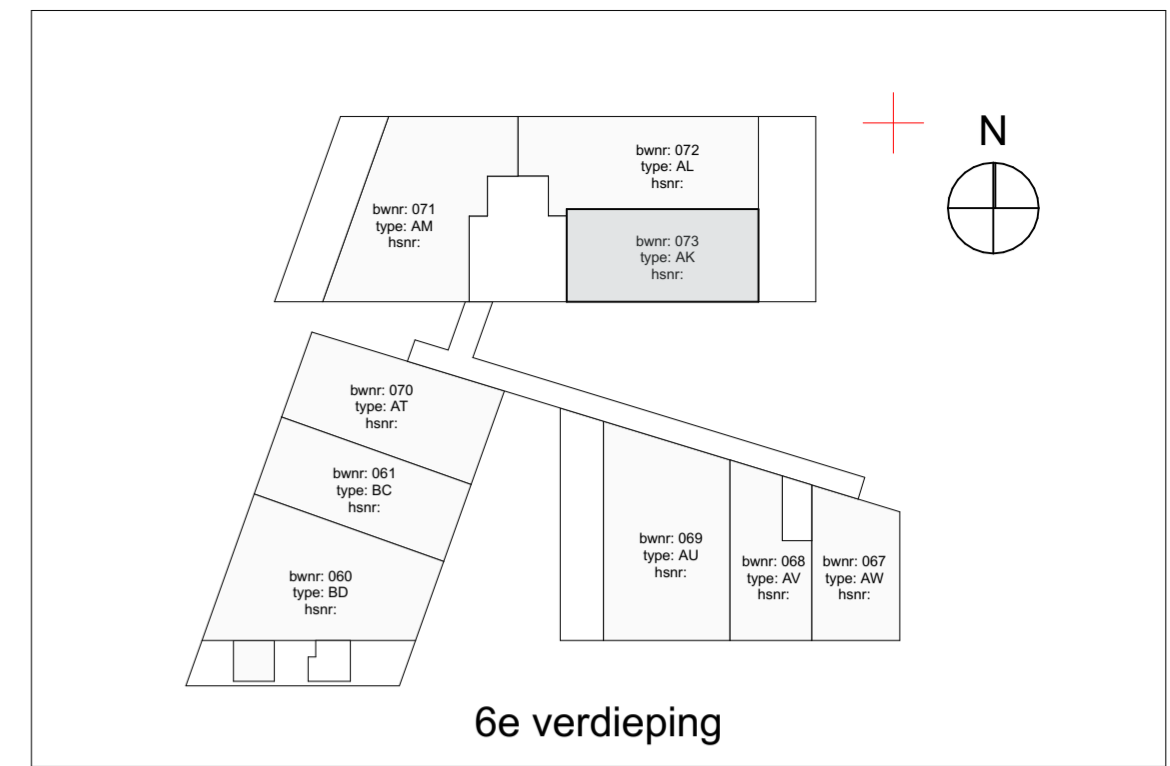 N
bwnr: 072
type: AL
hsnr:
bwnr: 071
type: AM
hsnr:
bwnr: 073
type: AK
hsnr:
bwnr: 070
type: AT
hsnr:
bwnr: 061
type: BC
hsnr:
bwnr: 060
type: BD
hsnr:
bwnr: 069
type: AU
hsnr:
bwnr: 068
type: AV
hsnr:
bwnr: 067
type: AW
hsnr:
6e verdieping